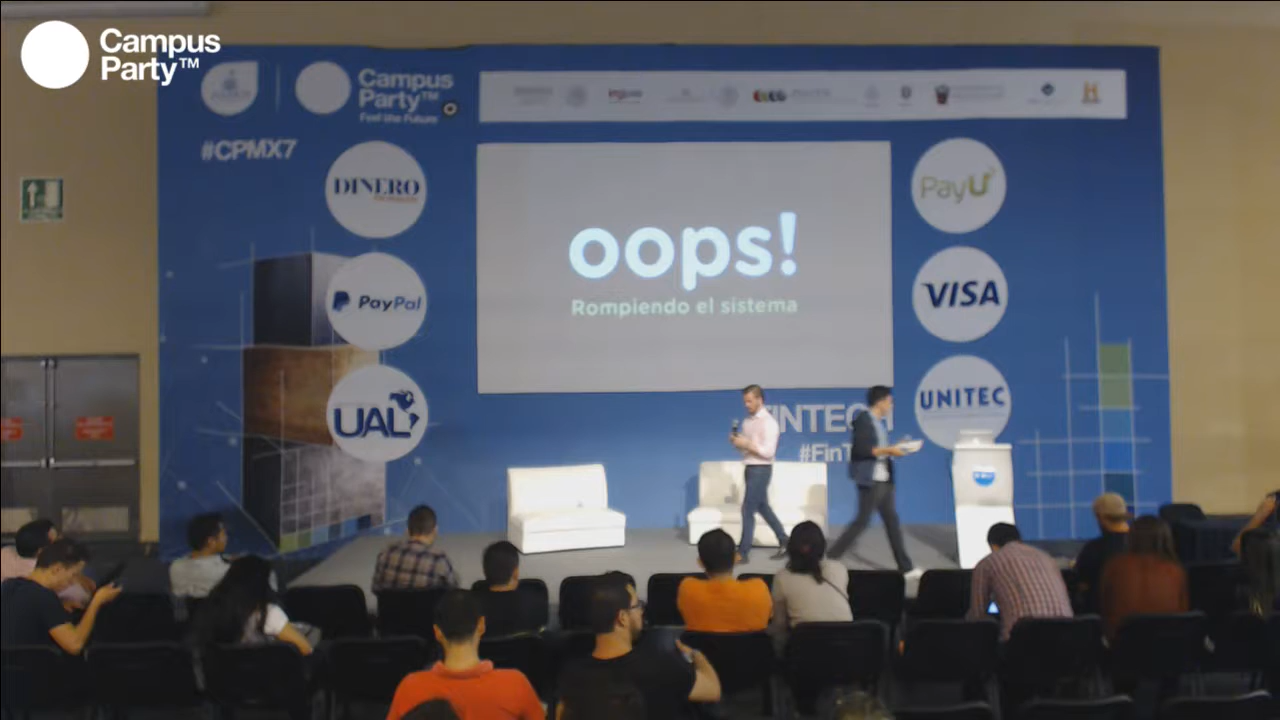 Campus
Party™
Campus
Party™
Feel the Future
#CPMX7
DINERO
PayPal
UAL
oops!
Rompiendo el sistema
PayU
VISA
UNITEC
FINTECH
#FinT